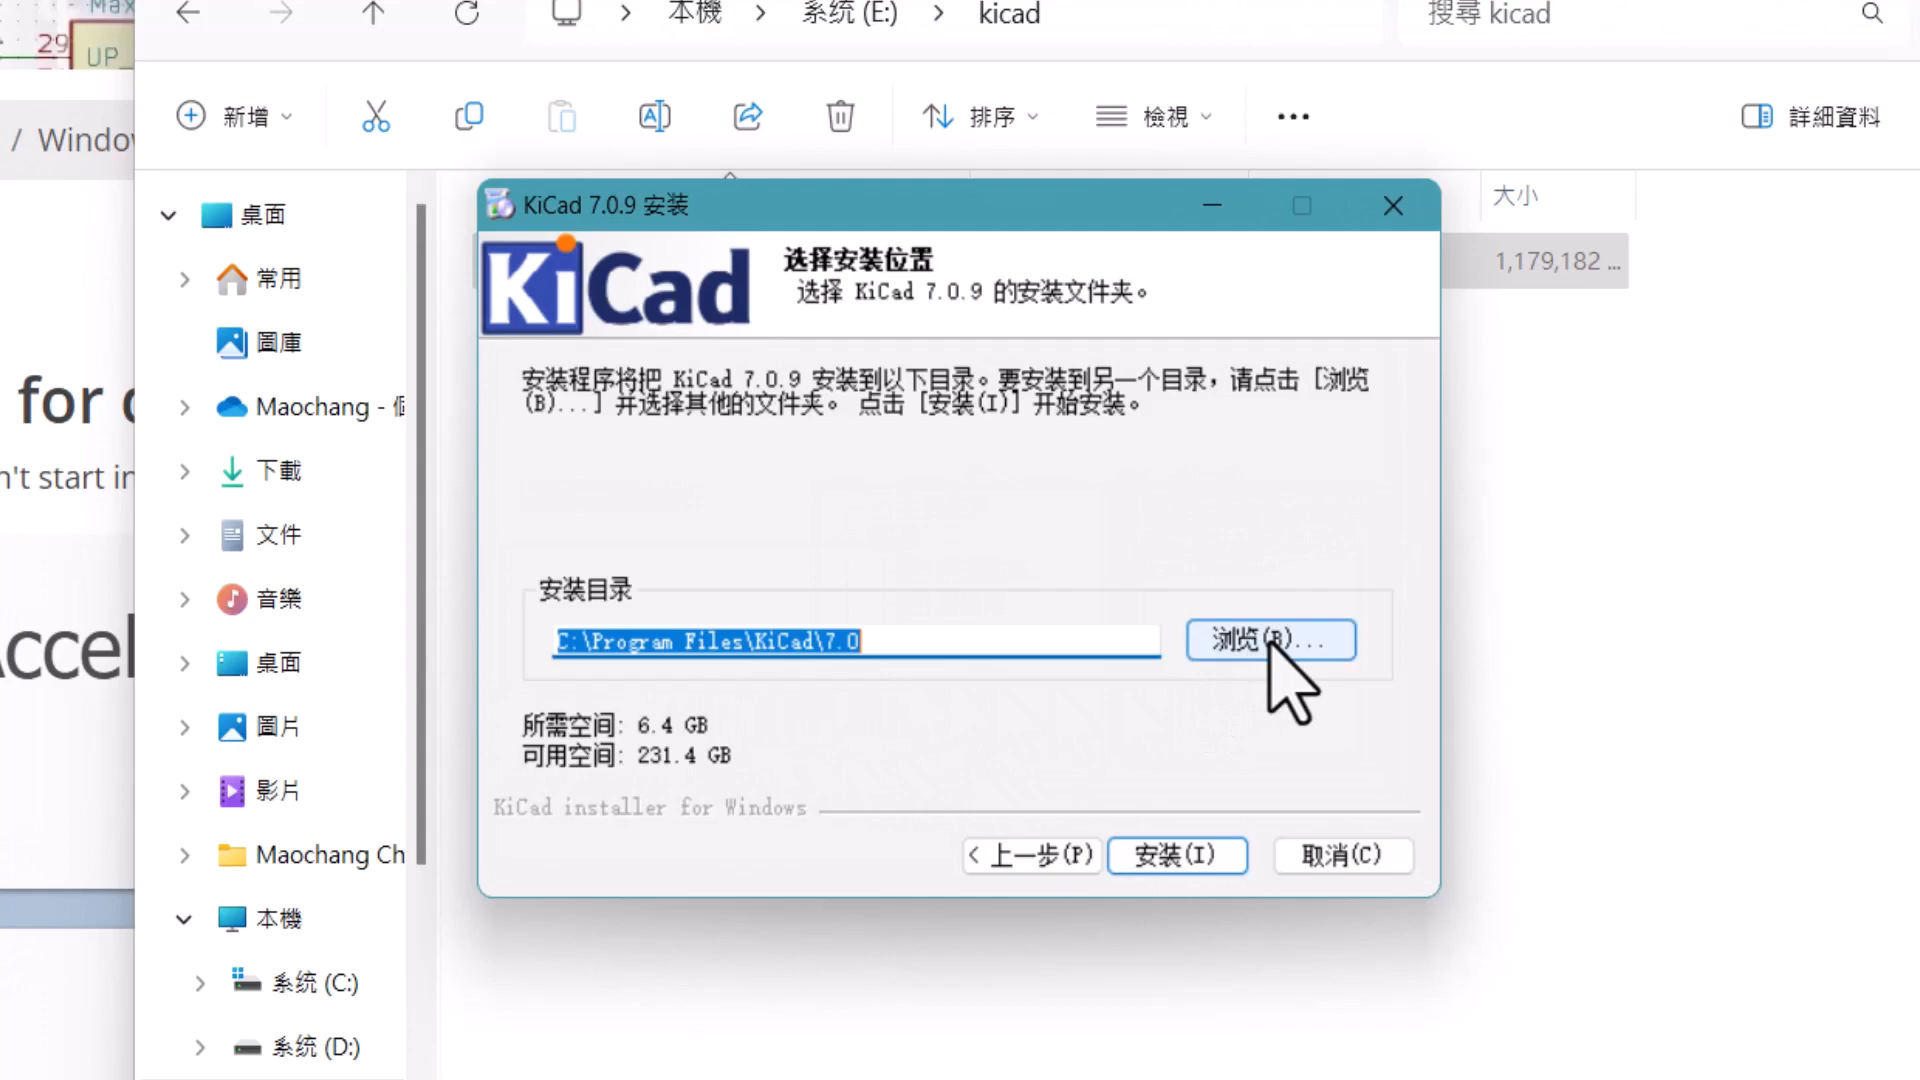 Max
29
UP
本機 系统 (E:) kicad
搜尋 kicad
新增
排序
檢視
詳細資料
/ Windo
桌面
常用
圖庫
Maochang - 個
下載
文件
音樂
桌面
圖片
影片
Maochang Ch
本機
系统 (C:)
系统 (D:)
for
n't start in
Accel
大小
1,179,182 ...
KiCad 7.0.9 安装
KiCad
选择安装位置
选择 KiCad 7.0.9 的安装文件夹。
安装程序将把 KiCad 7.0.9 安装到以下目录。要安装到另一个目录，请点击 [浏览
(B)...] 并选择其他的文件夹。 点击 [安装(I)] 开始安装。
安装目录
C:\Program Files\KiCad\7.0
浏览(B)...
所需空间: 6.4 GB
可用空间: 231.4 GB
KiCad installer for Windows
< 上一步(P)
安装(I)
取消(C)